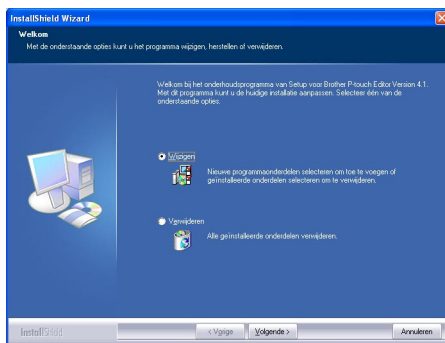 InstallShield Wizard
Welkom
Met de onderstaande opties kunt u het programma wijzigen, herstellen of verwijderen.
Welkom bij het onderhoudsprogramma van Setup voor Brother P-touch Editor Version 4.1.
Met dit programma kunt u de huidige installatie aanpassen. Selecteer één van de
onderstaande opties.
Wijzigen
Nieuwe programmaonderdelen selecteren om toe te voegen of
geïnstalleerde onderdelen selecteren om te verwijderen.
Verwijderen
Alle geïnstalleerde onderdelen verwijderen.
InstallShield
< Vorige
Volgende >
Annuleren